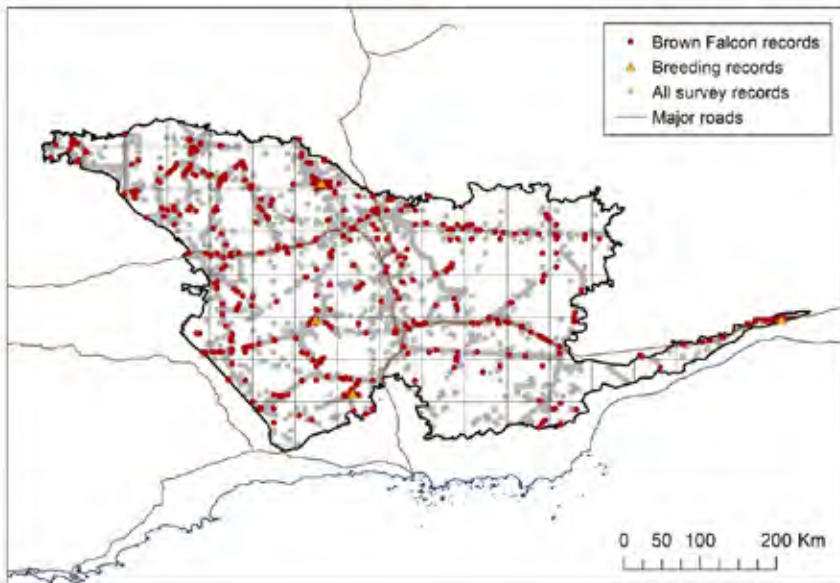 Brown Falcon records
Breeding records
All survey records
Major roads
0 50 100 200 Km